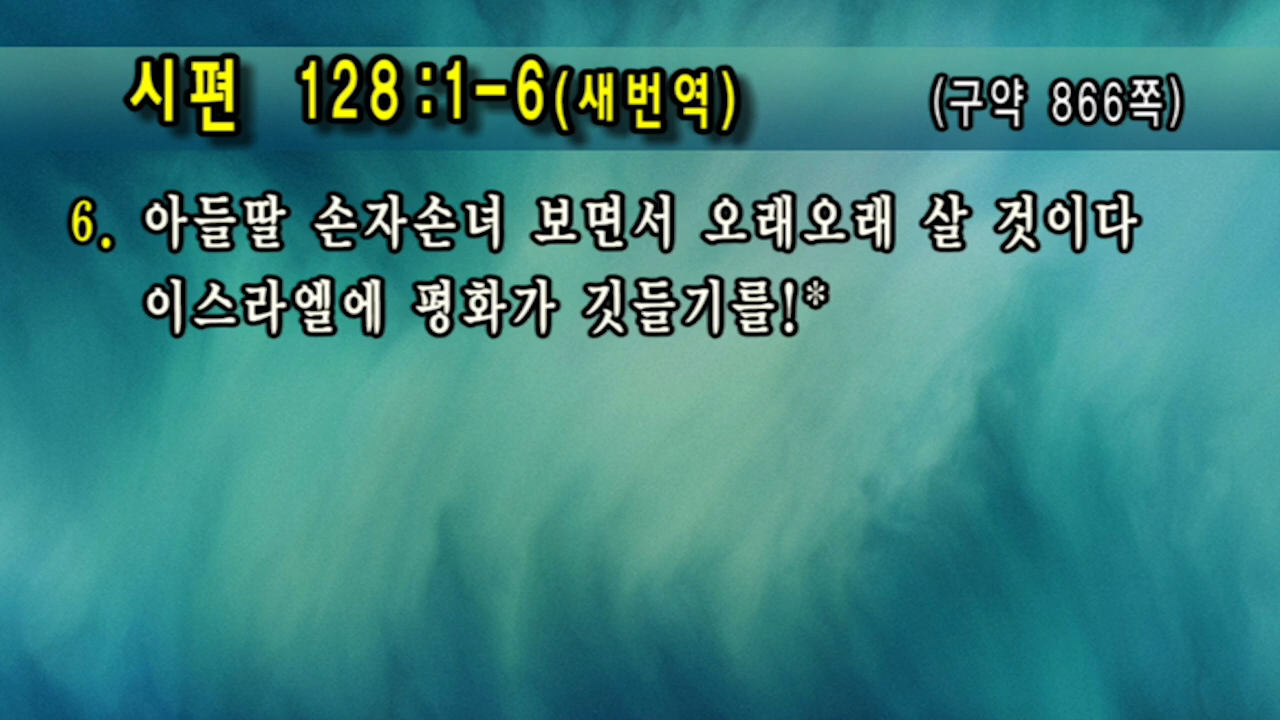 시편 128:1-6(새번역) (구약 866쪽)
6. 아들딸 손자손녀 보면서 오래오래 살 것이다
이스라엘에 평화가 깃들기를!*